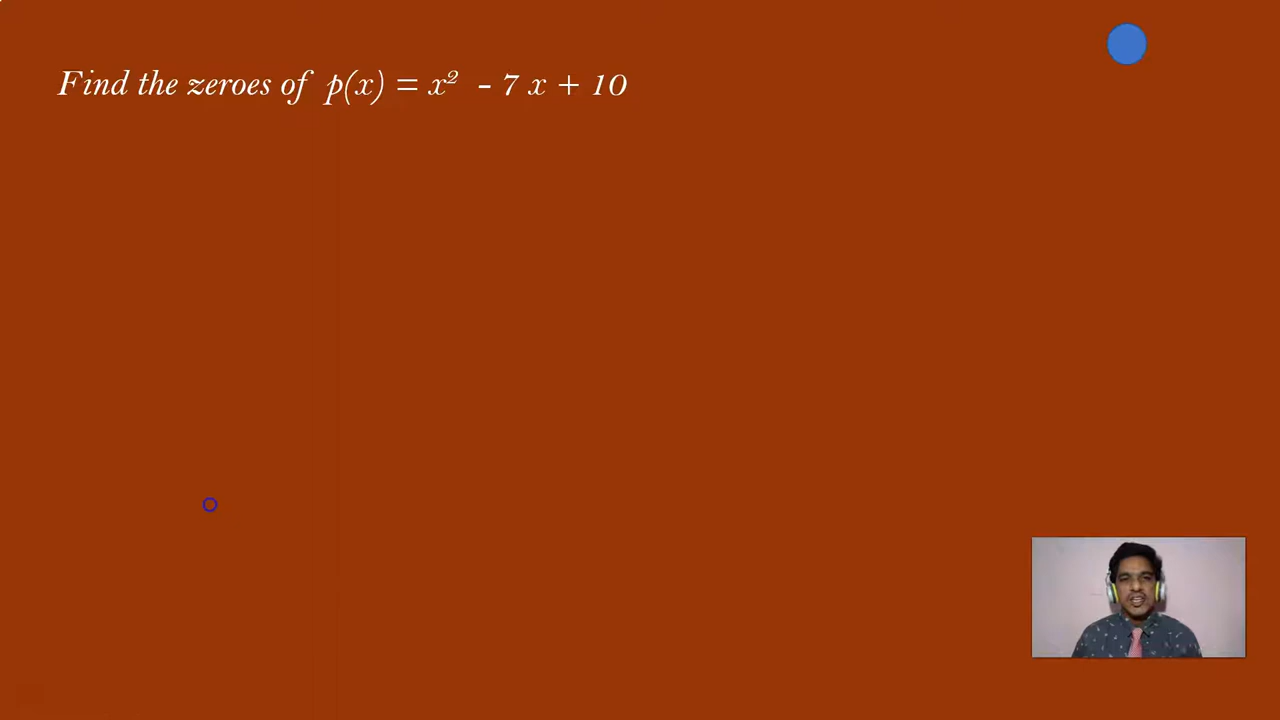 Find the zeroes of p(x) = x² - 7 x + 10